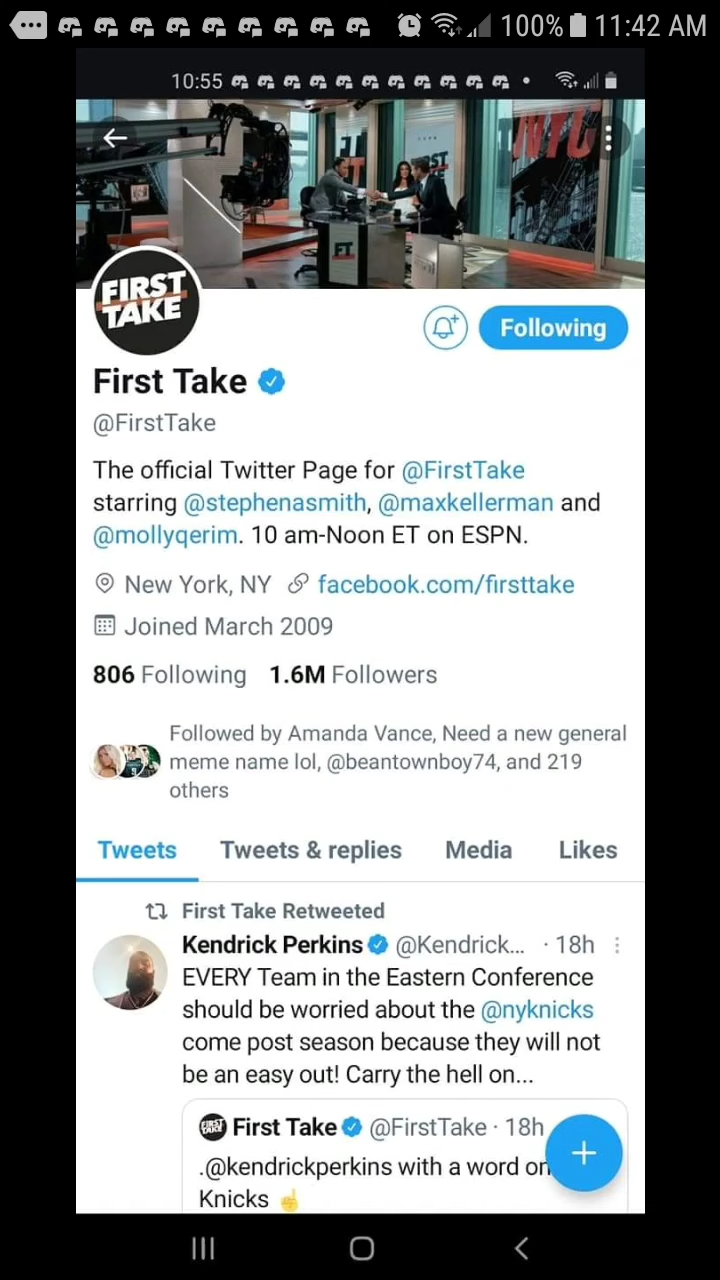 100% 11:42 AM
10:55
FT
NYC
FIRST
TAKE
Following
First Take
@FirstTake
The official Twitter Page for @FirstTake
starring @stephenasmith, @maxkellerman and
@mollyqerim. 10 am-Noon ET on ESPN.
New York, NY facebook.com/firsttake
Joined March 2009
806 Following 1.6M Followers
Followed by Amanda Vance, Need a new general
meme name lol, @beantownboy74, and 219
others
Tweets Tweets & replies Media Likes
First Take Retweeted
Kendrick Perkins @Kendrick... · 18h
EVERY Team in the Eastern Conference
should be worried about the @nyknicks
come post season because they will not
be an easy out! Carry the hell on...
FIRST TAKE First Take @FirstTake · 18h
.@kendrickperkins with a word on
Knicks ☝